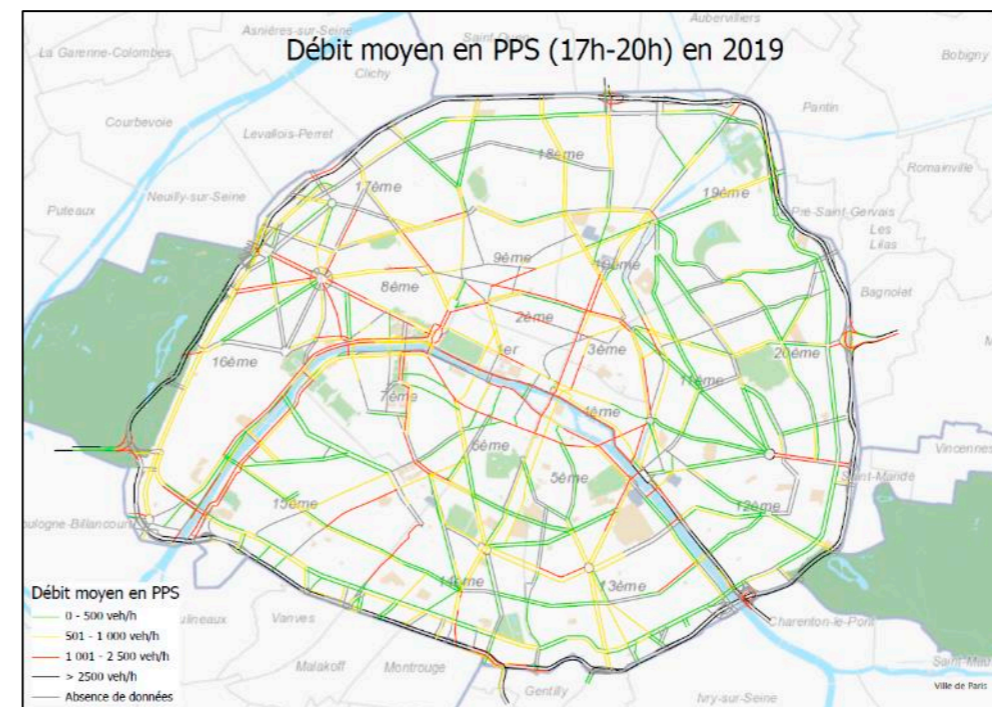 Aubervilliers
Asnières-sur-Seine
Saint-Ouen
La Garenne-Colombes
Débit moyen en PPS (17h-20h) en 2019
Bobigny
Clichy
Pantin
Courbevoie
Levallois-Perret
18ème
Romainville
17ème
19ème
Neuilly-sur-Seine
Puteaux
Pré-Saint-Gervais
Les
Lilas
9ème
10ème
8ème
Bagnolet
2ème
1er
3ème
16ème
20ème
11ème
7ème
4ème
6ème
Vincennes
5ème
Saint-Mandé
15ème
12ème
14ème
13ème
Débit moyen en PPS
0 - 500 veh/h
501 - 1 000 veh/h
1 001 - 2 500 veh/h
> 2500 veh/h
Absence de données
Vanves
Charenton-le-Pont
Malakoff
Montrouge
Gentilly
Ivry-sur-Seine
Ville de Paris